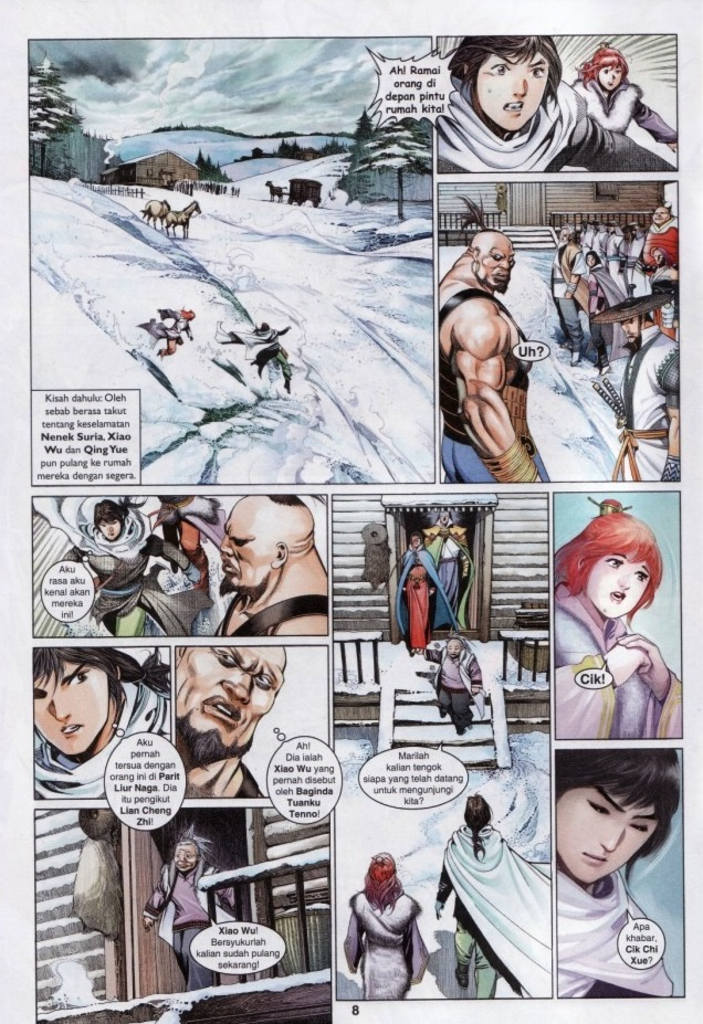 Ah! Ramai
orang di
depan pintu
rumah kita!
Kisah dahulu: Oleh
sebab berasa takut
tentang keselamatan
Nenek Suria, Xiao
Wu dan Qing Yue
pun pulang ke rumah
mereka dengan segera.
Uh?
Aku
rasa aku
kenal akan
mereka
ini!
Aku
pernah
tersua dengan
orang ini di Parit
Liur Naga. Dia
itu pengikut
Lian Cheng
Zhi!
Ah!
Dia ialah
Xiao Wu yang
pernah disebut
oleh Baginda
Tuanku
Tenno!
Xiao Wu!
Bersyukurlah
kalian sudah pulang
sekarang!
Marilah
kalian tengok
siapa yang telah datang
untuk mengunjungi
kita?
Cik!
Apa
khabar,
Cik Chi
Xue?
8